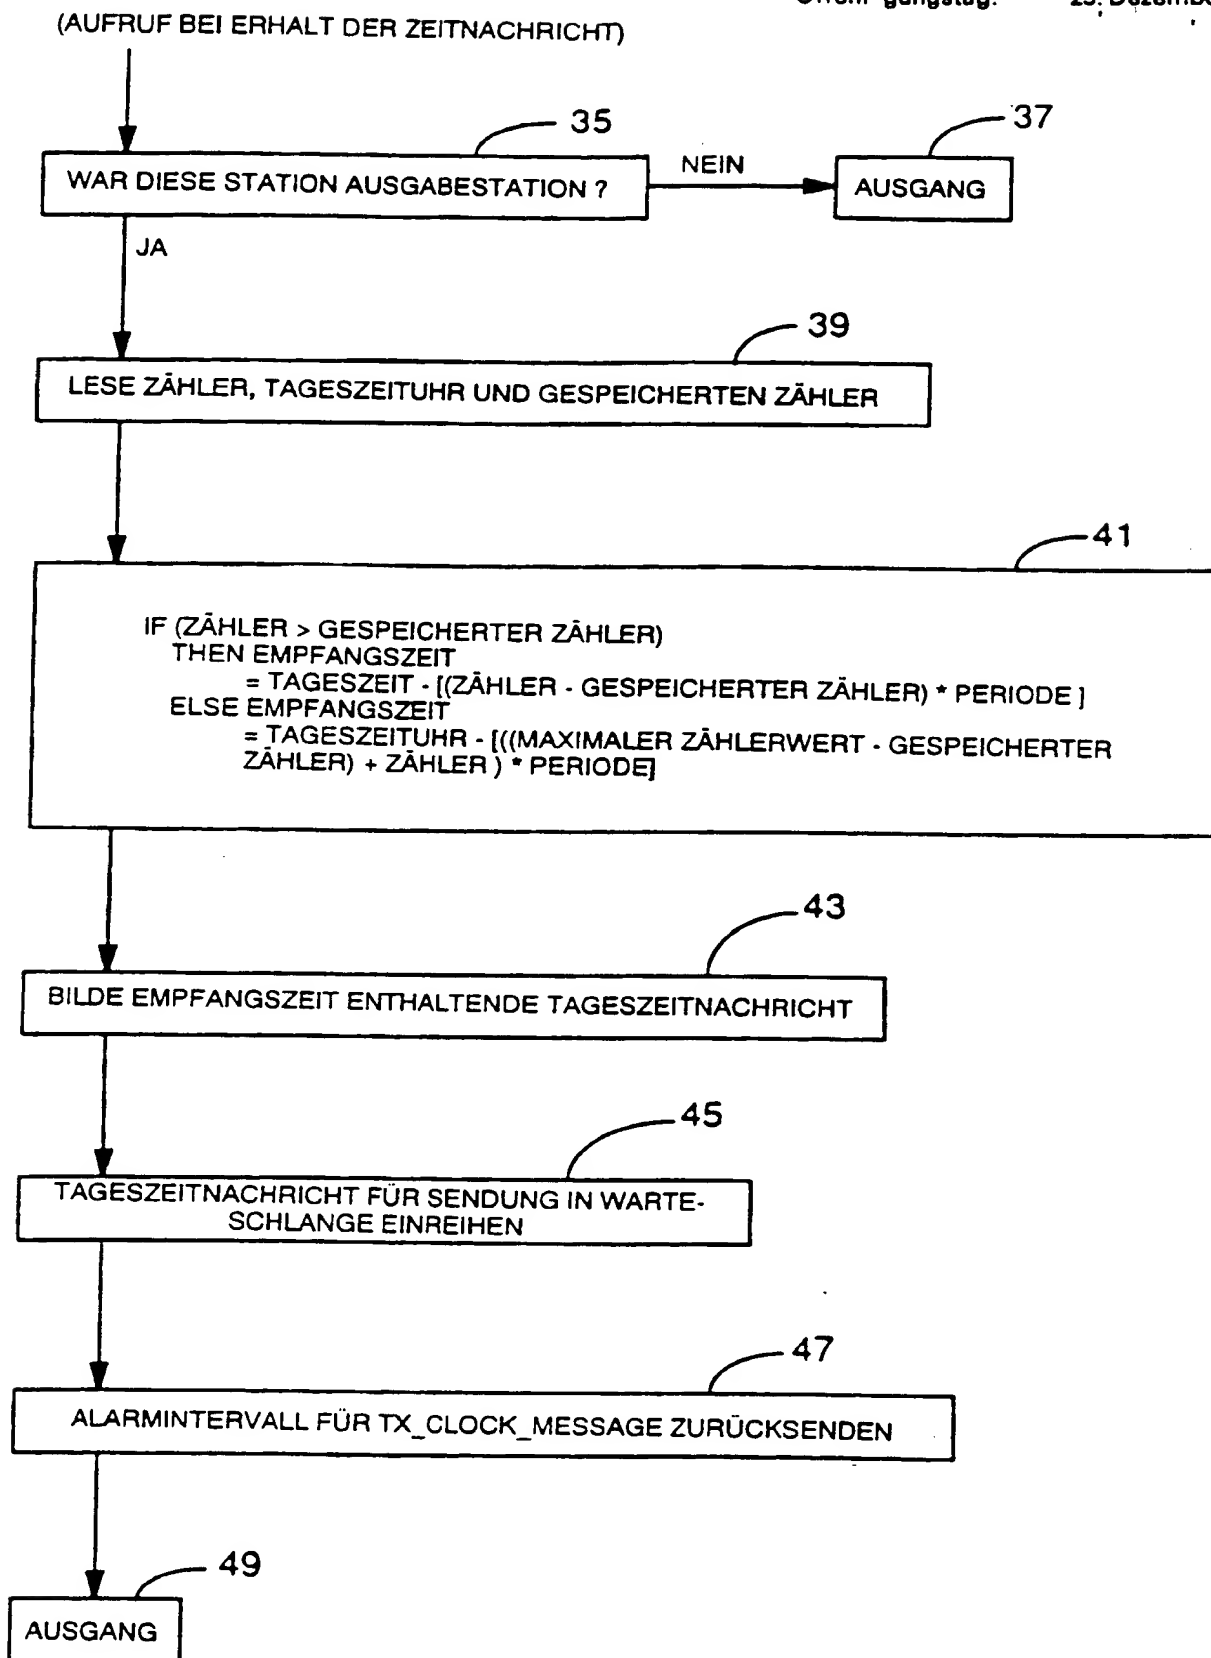 (AUFRUF BEI ERHALT DER ZEITNACHRICHT)
35
37
WAR DIESE STATION AUSGABESTATION ?
NEIN
AUSGANG
JA
39
LESE ZÄHLER, TAGESZEITUHR UND GESPEICHERTEN ZÄHLER
41
IF (ZÄHLER > GESPEICHERTER ZÄHLER)
THEN EMPFANGSZEIT
= TAGESZEIT - [(ZÄHLER - GESPEICHERTER ZÄHLER) * PERIODE ]
ELSE EMPFANGSZEIT
= TAGESZEITUHR - [((MAXIMALER ZÄHLERWERT - GESPEICHERTER
ZÄHLER) + ZÄHLER ) * PERIODE]
43
BILDE EMPFANGSZEIT ENTHALTENDE TAGESZEITNACHRICHT
45
TAGESZEITNACHRICHT FÜR SENDUNG IN WARTE-
SCHLANGE EINREIHEN
47
ALARMINTERVALL FÜR TX_CLOCK_MESSAGE ZURÜCKSENDEN
49
AUSGANG